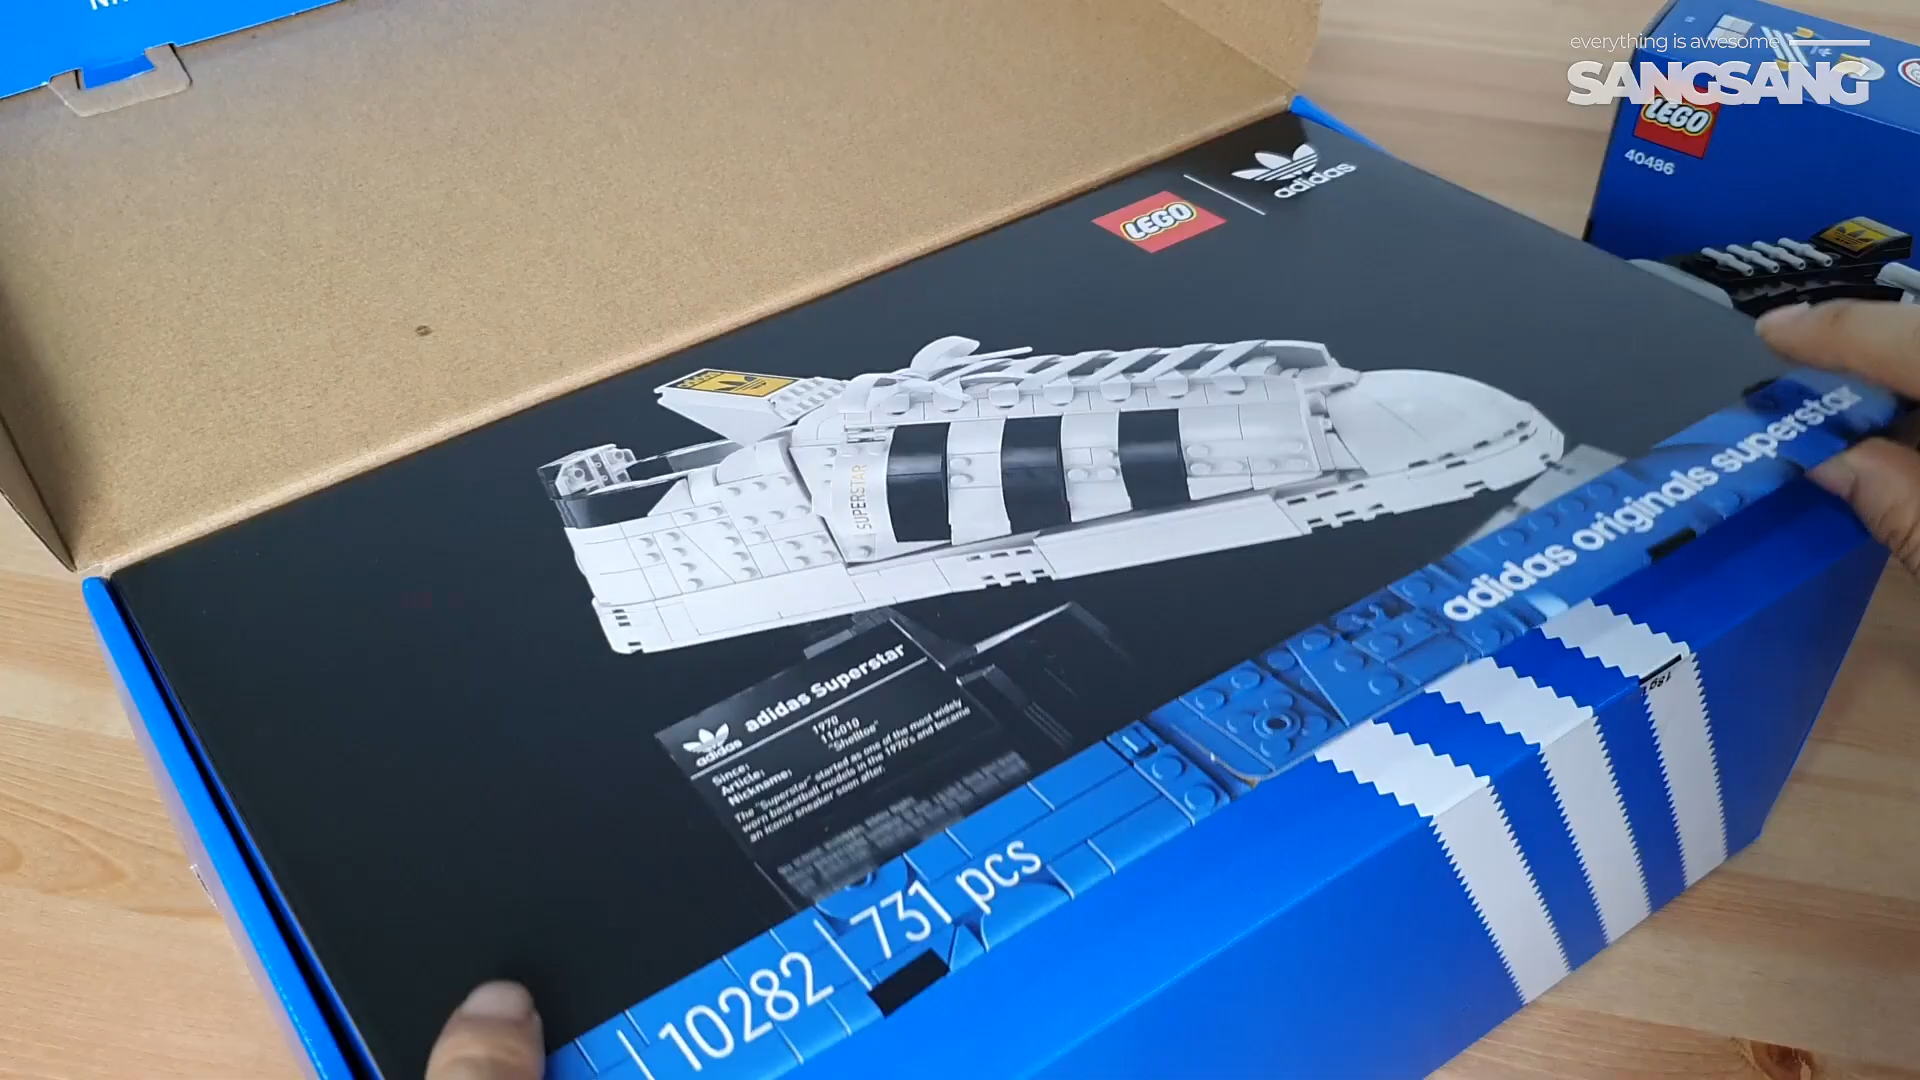 everything is awesome
SANGSANG
LEGO
40486
LEGO
adidas
adidas
SUPERSTAR
adidas
adidas Superstar
Since: 1970
Article: 116010
Nickname: "Shelltoe"
The "Superstar" started as one of the most widely
worn basketball models in the 1970's and became
an iconic sneaker soon after.
adidas originals superstar
10282 731 pcs